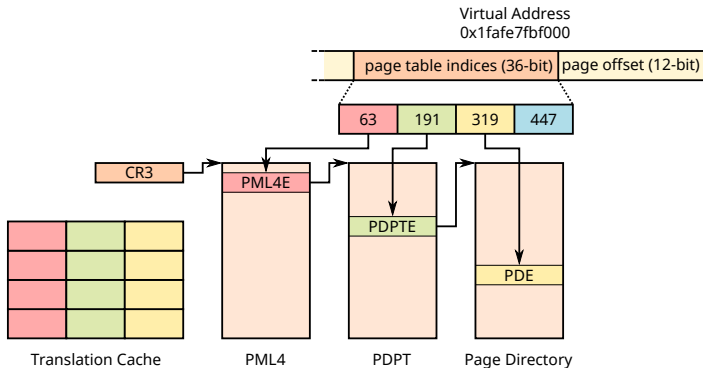 Virtual Address
0x1fafe7fbf000
page table indices (36-bit) page offset (12-bit)
63 191 319 447
CR3
PML4E
PDPTE
PDE
Translation Cache PML4 PDPT Page Directory